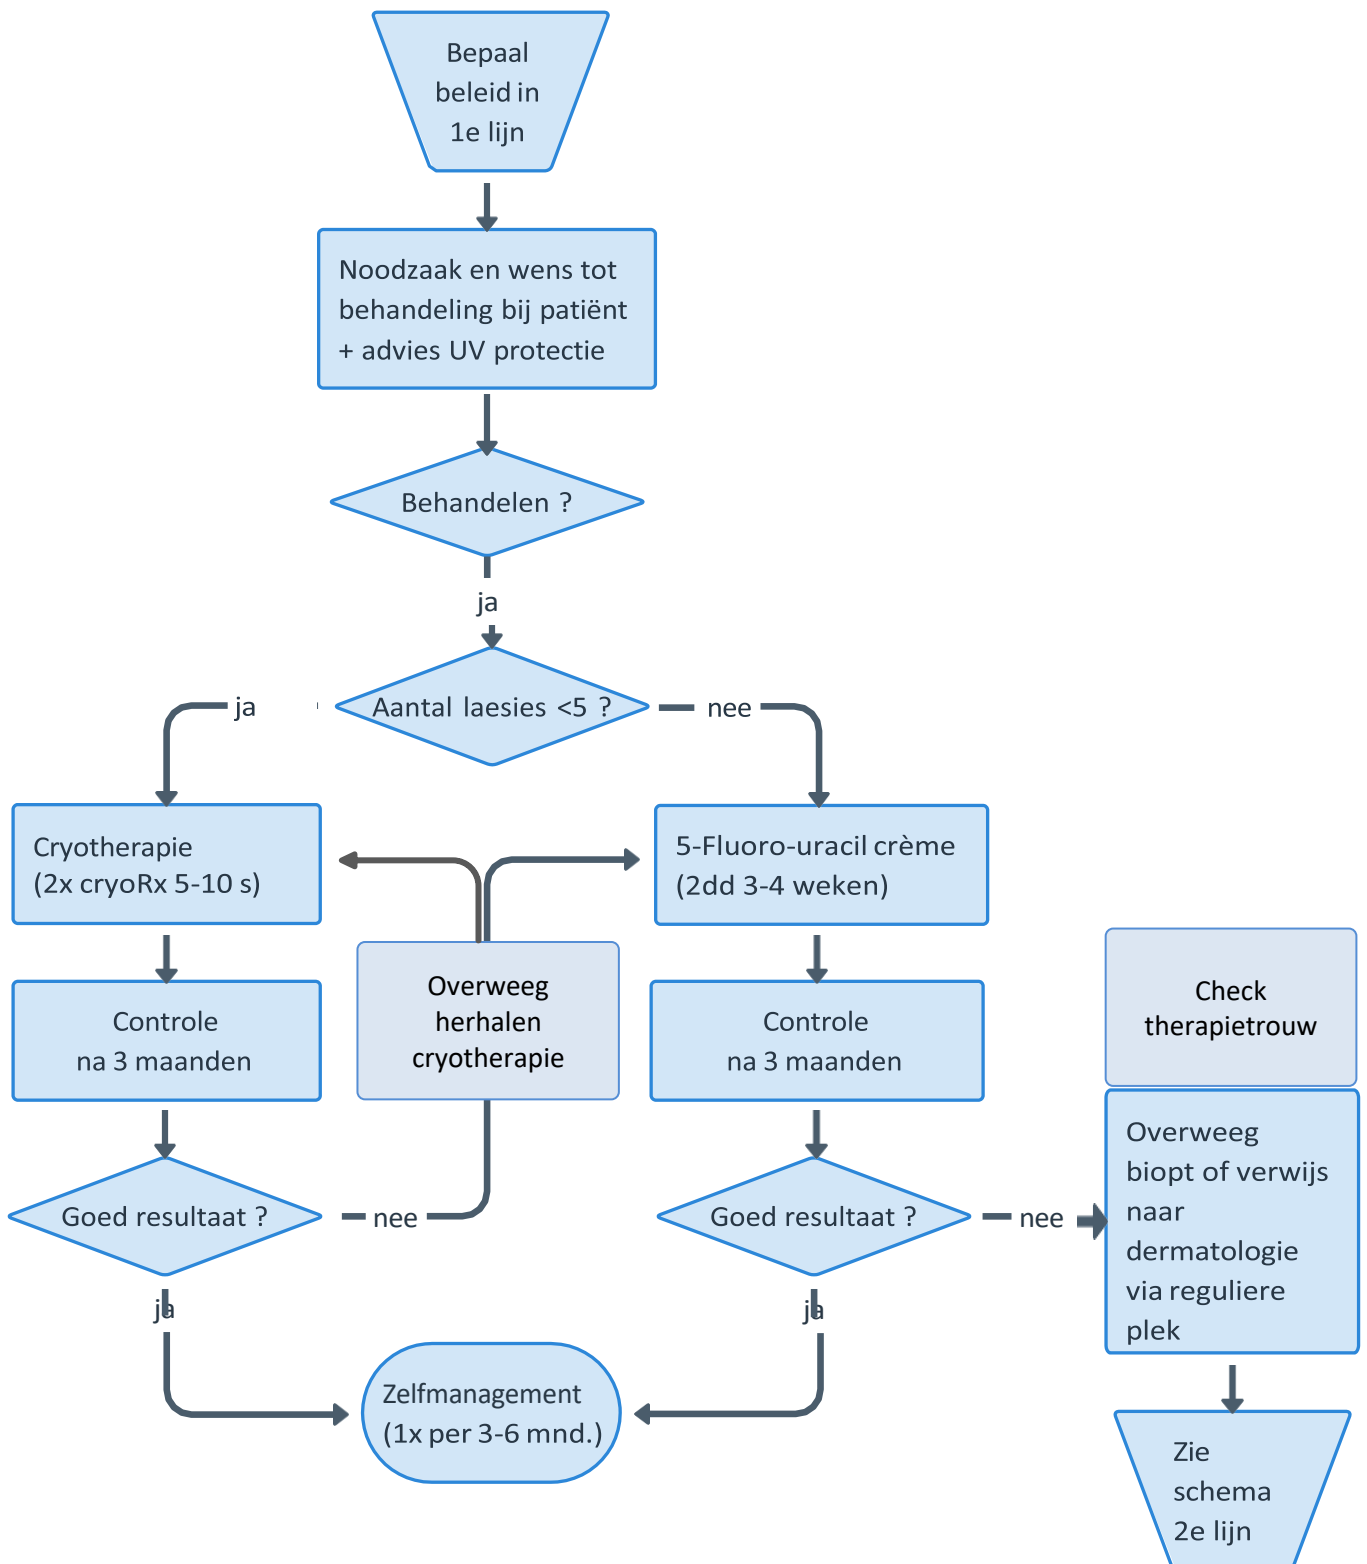 Bepaal
beleid in
1e lijn
Noodzaak en wens tot
behandeling bij patiënt
+ advies UV protectie
Behandelen ?
ja
Aantal laesies <5 ?
ja
nee
Cryotherapie
(2x cryoRx 5-10 s)
5-Fluoro-uracil crème
(2dd 3-4 weken)
Controle
na 3 maanden
Overweeg
herhalen
cryotherapie
Controle
na 3 maanden
Check
therapietrouw
Goed resultaat ?
nee
Goed resultaat ?
nee
Overweeg
biopt of verwijs
naar
dermatologie
via reguliere
plek
ja
ja
Zelfmanagement
(1x per 3-6 mnd.)
Zie
schema
2e lijn